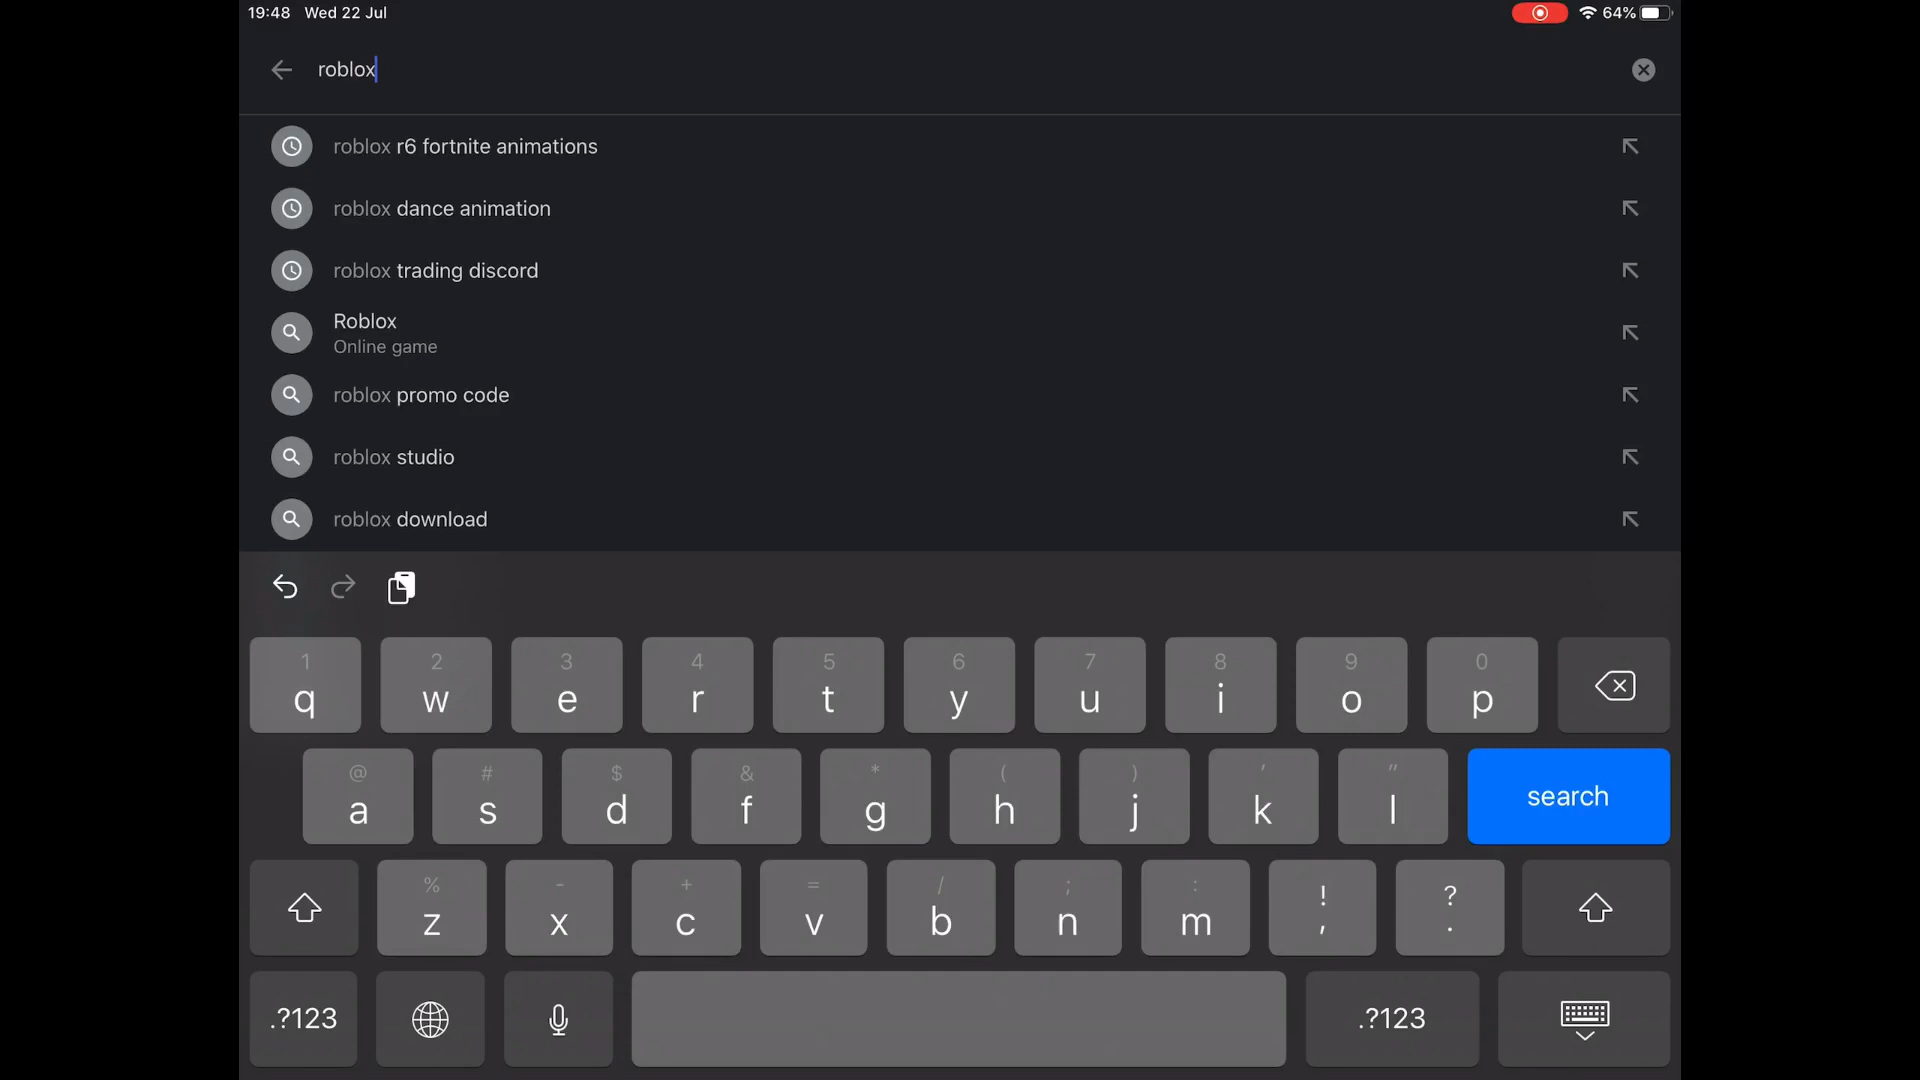 19:48 Wed 22 Jul
64%
roblox
roblox r6 fortnite animations
roblox dance animation
roblox trading discord
Roblox
Online game
roblox promo code
roblox studio
roblox download
1 2 3 4 5 6 7 8 9 0
q w e r t y u i o p
@ # $ & * ( ) ' "
a s d f g h j k l search
% - + = / ; : ! ?
z x c v b n m , .
.?123 .?123